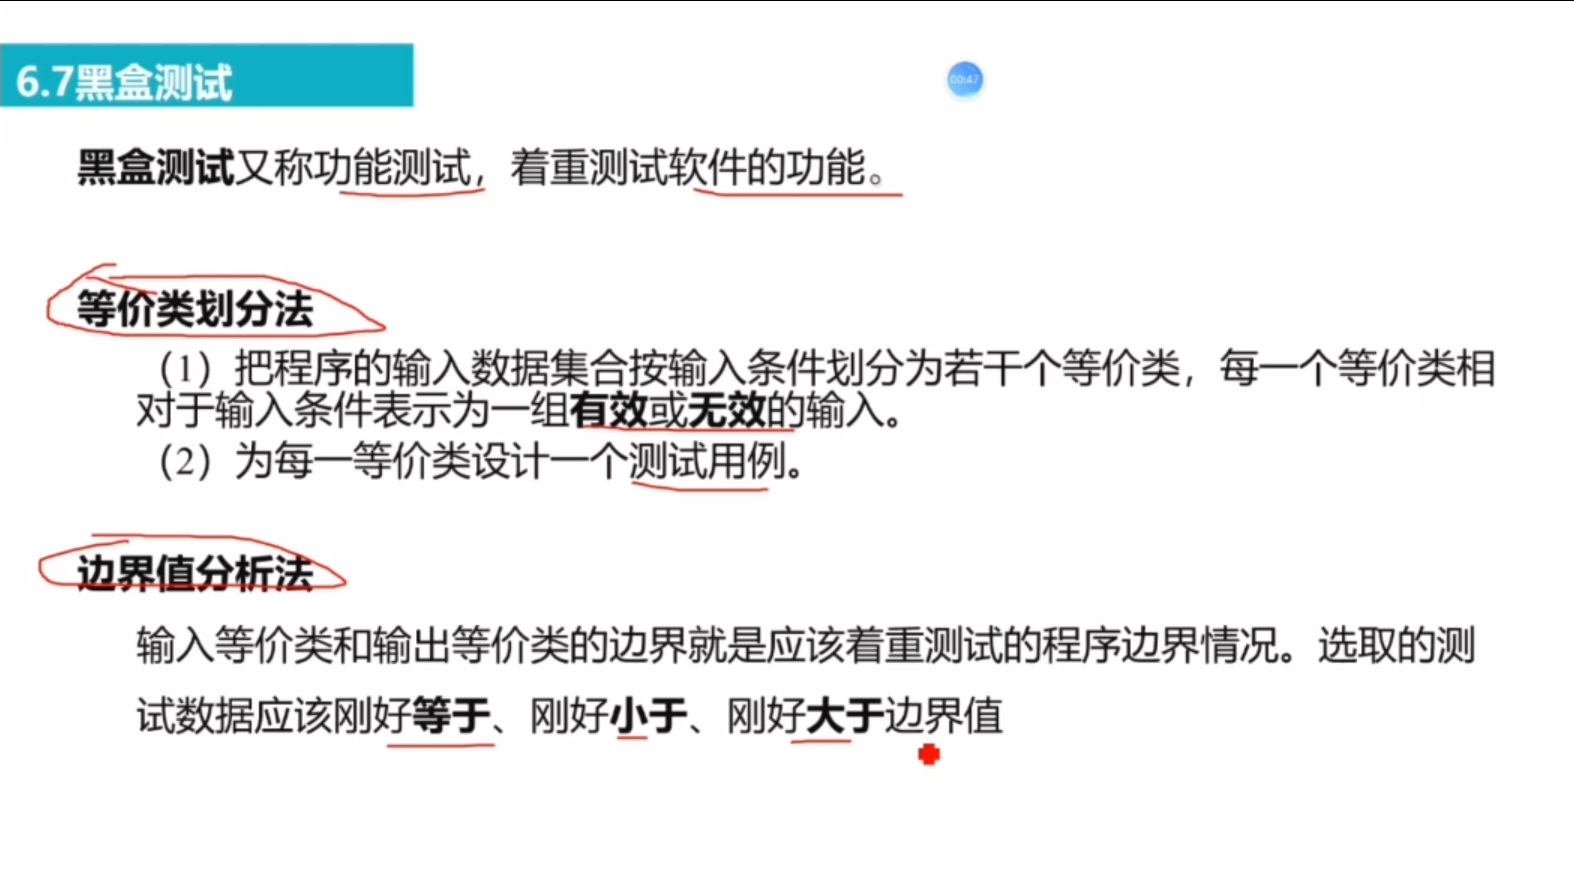 6.7黑盒测试
00:47
黑盒测试又称功能测试，着重测试软件的功能。
等价类划分法
（1）把程序的输入数据集合按输入条件划分为若干个等价类，每一个等价类相
对于输入条件表示为一组有效或无效的输入。
（2）为每一等价类设计一个测试用例。
边界值分析法
输入等价类和输出等价类的边界就是应该着重测试的程序边界情况。选取的测
试数据应该刚好等于、刚好小于、刚好大于边界值